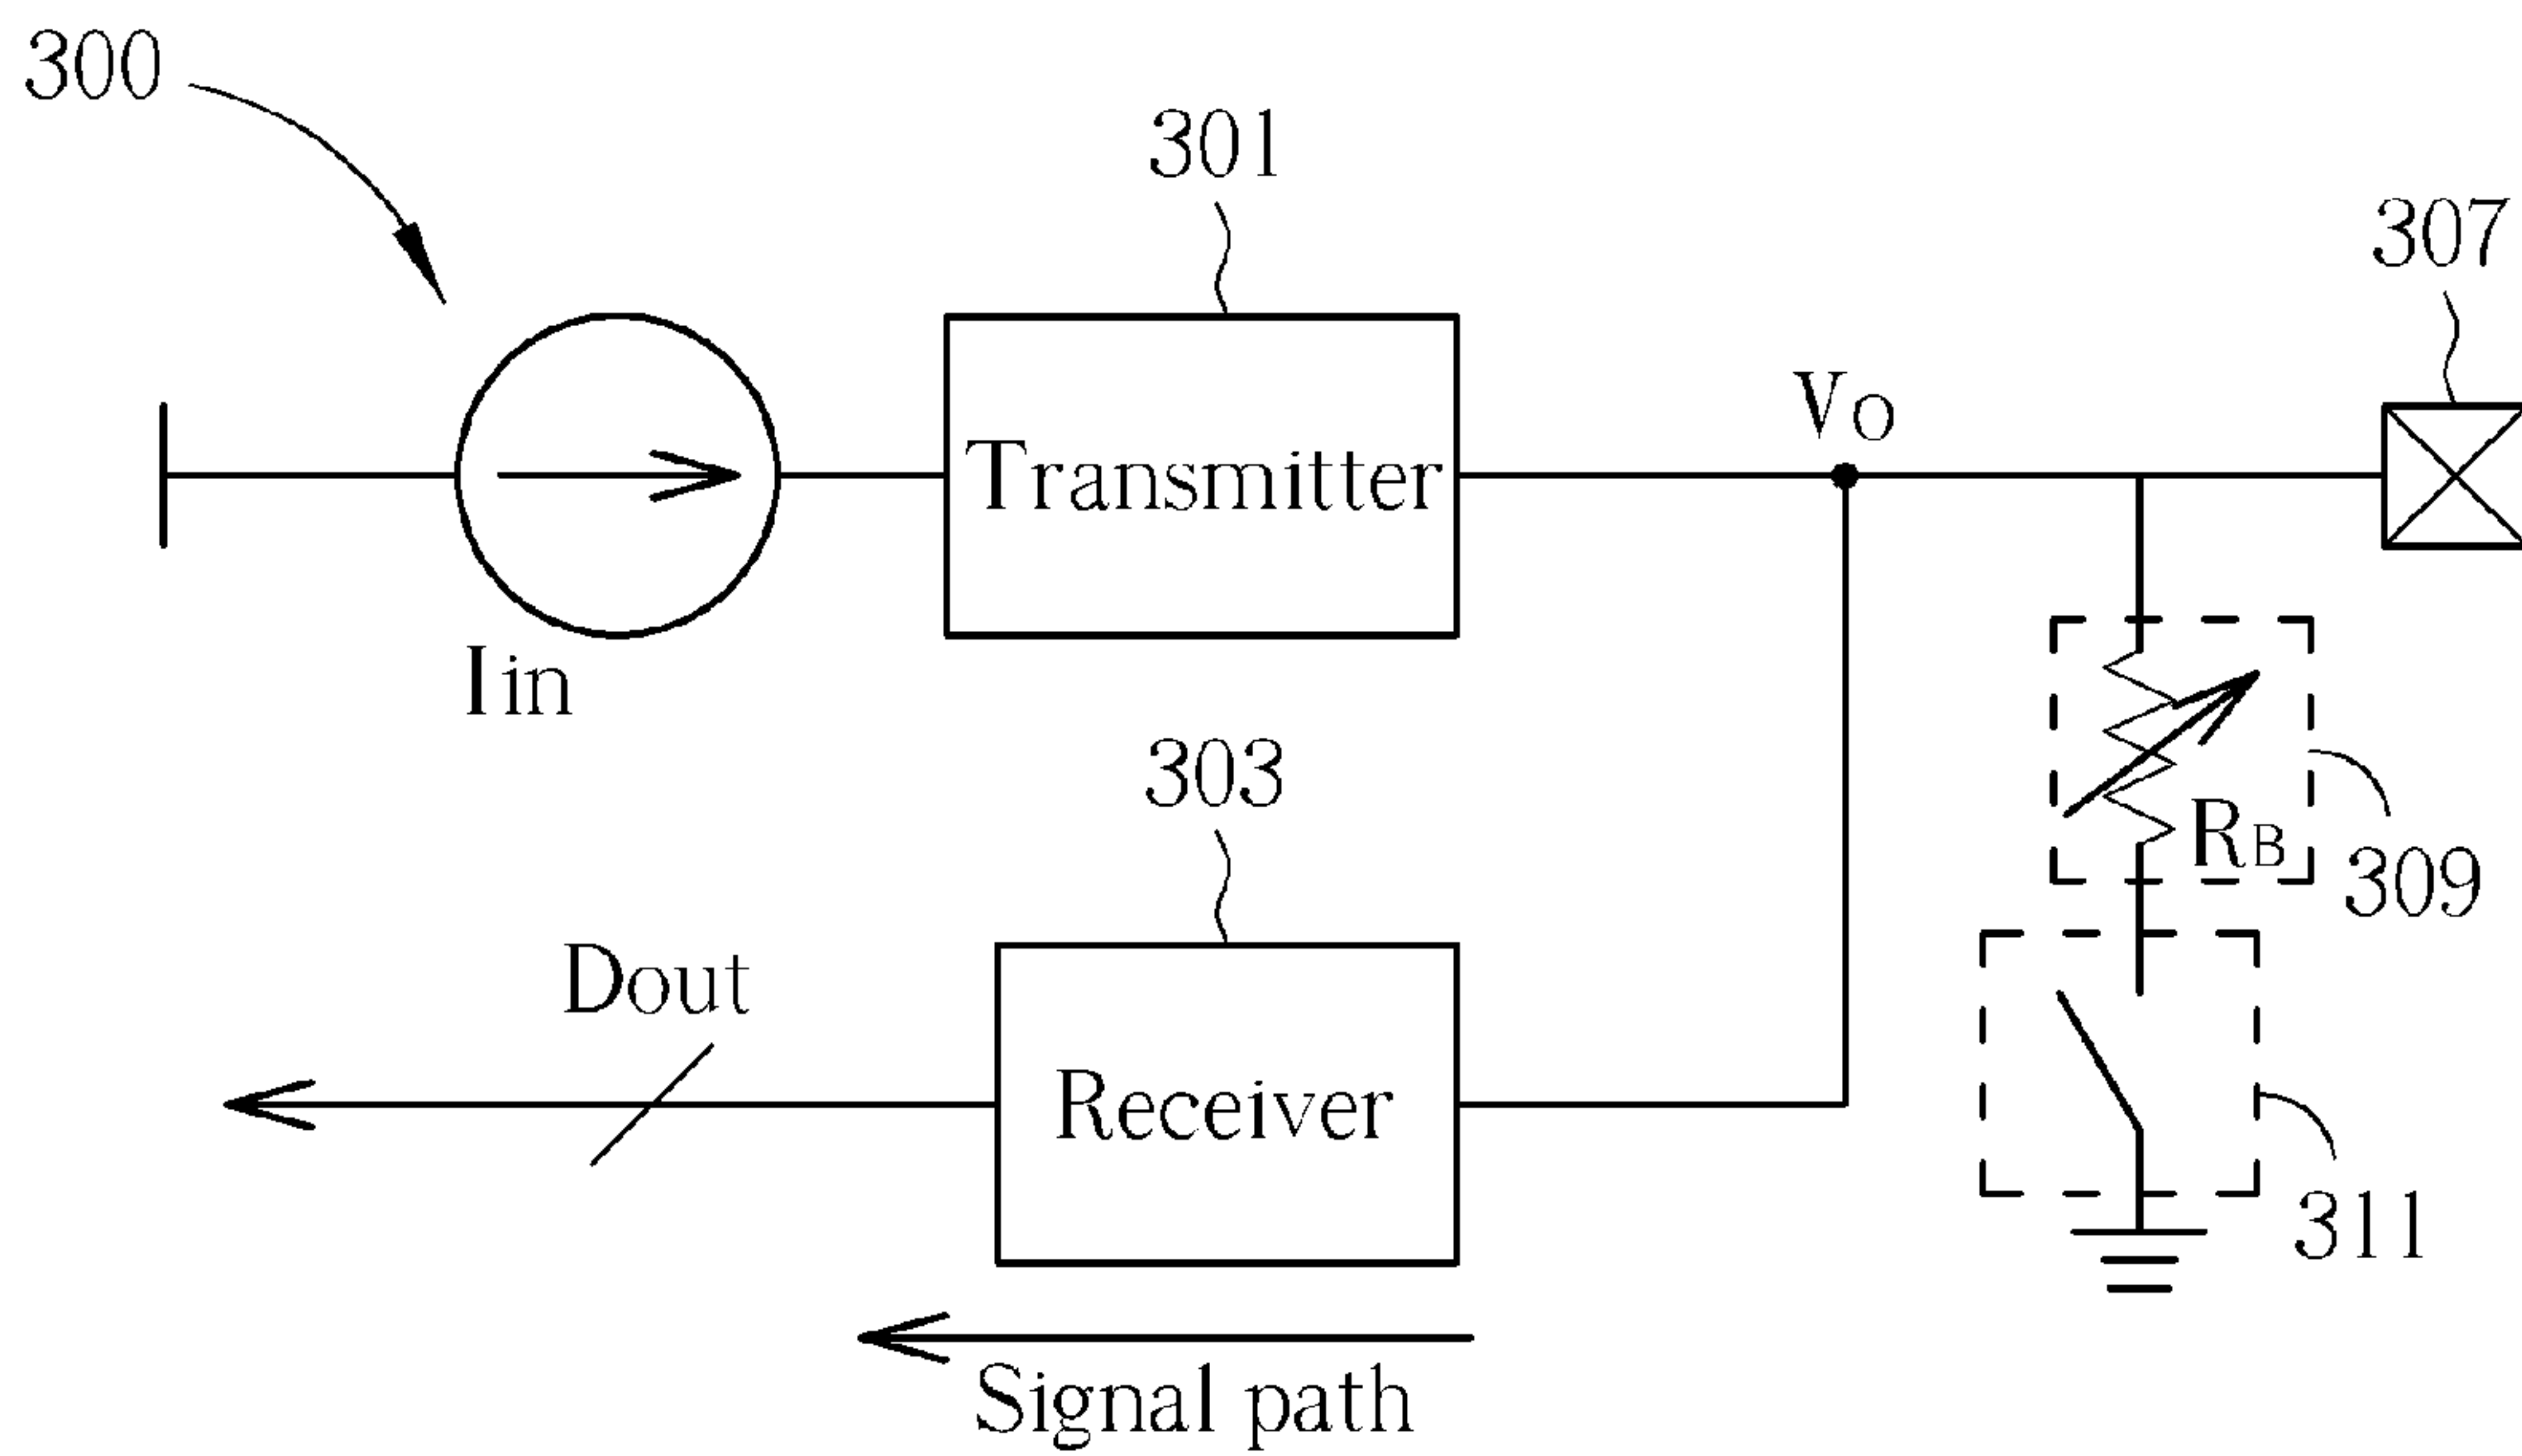 300
301
307
Vo
Transmitter
Iin
303
RB
309
Dout
Receiver
311
Signal path